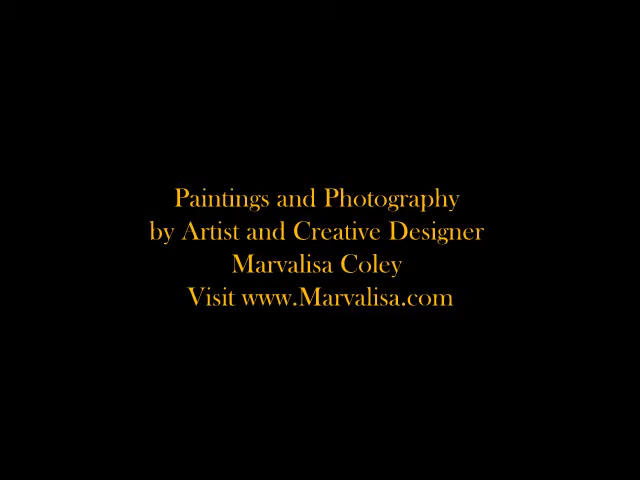 Paintings and Photography
by Artist and Creative Designer
Marvalisa Coley
Visit www.Marvalisa.com